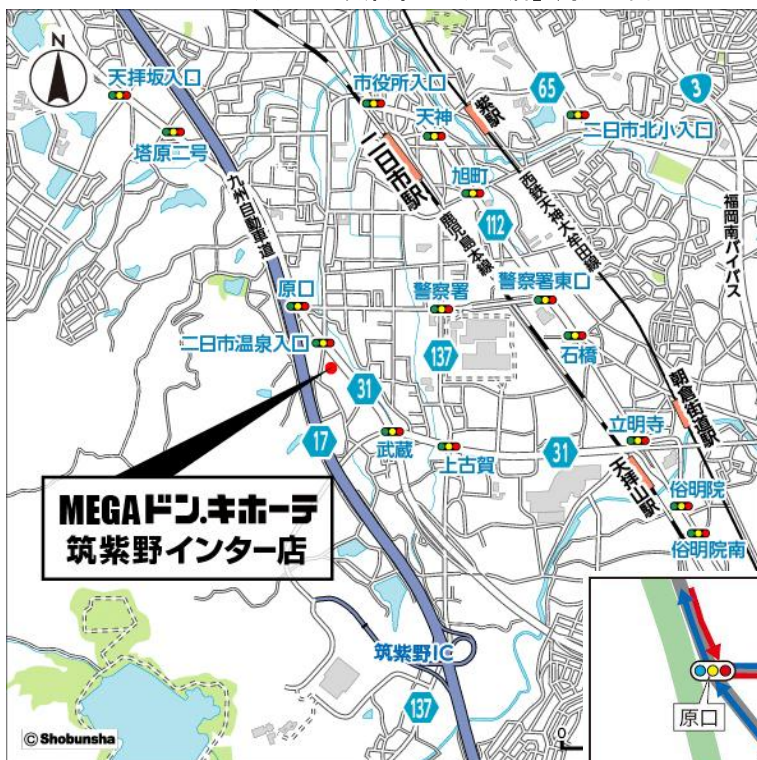 N
天拝坂入口
市役所入口
65
3
紫駅
天神
二日市北小入口
塔原二号
二日市駅
旭町
西鉄天神大牟田線
九州自動車道
112
福岡南バイパス
鹿児島本線
原口
警察署
警察署東口
二日市温泉入口
137
石橋
31
朝倉街道駅
17
武蔵
上古賀
31
立明寺
天拝山駅
MEGAドン.キホーテ
筑紫野インター店
俗明院
俗明院南
筑紫野IC
137
原口
©Shobunsha
0